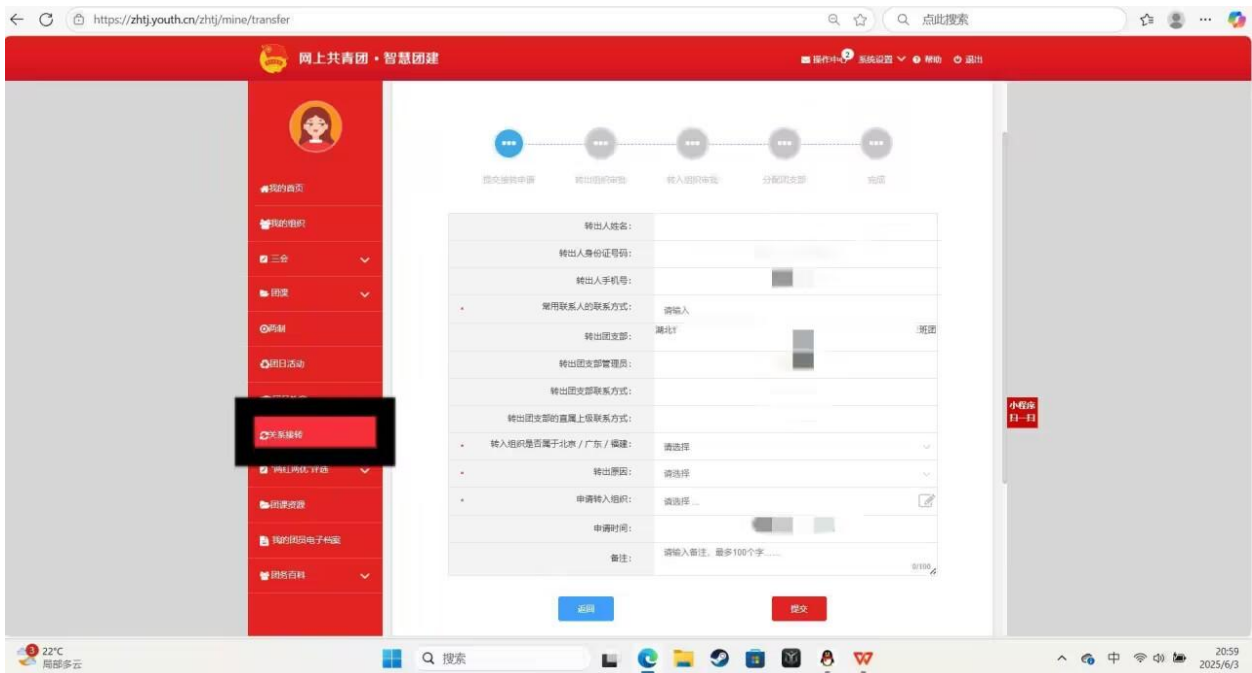 https://zhtj.youth.cn/zhtj/mine/transfer
点此搜索
网上共青团·智慧团建
操作中心
2
系统设置
帮助
退出
我的首页
我的组织
三会
团课
两制
团日活动
关系接转
"两红两优"评选
团课资源
我的团员电子档案
团务百科
提交接转申请
转出组织审批
转入组织审批
分配团支部
完成
转出人姓名:
转出人身份证号码:
转出人手机号:
* 常用联系人的联系方式: 请输入
转出团支部: 湖北 班团
转出团支部管理员:
转出团支部联系方式:
转出团支部的直属上级联系方式:
* 转入组织是否属于北京/广东/福建: 请选择
* 转出原因: 请选择
* 申请转入组织: 请选择 ...
申请时间:
备注: 请输入备注，最多100个字......
0/100
返回
提交
小程序
扫一扫
3
22°C
局部多云
搜索
中
20:59
2025/6/3